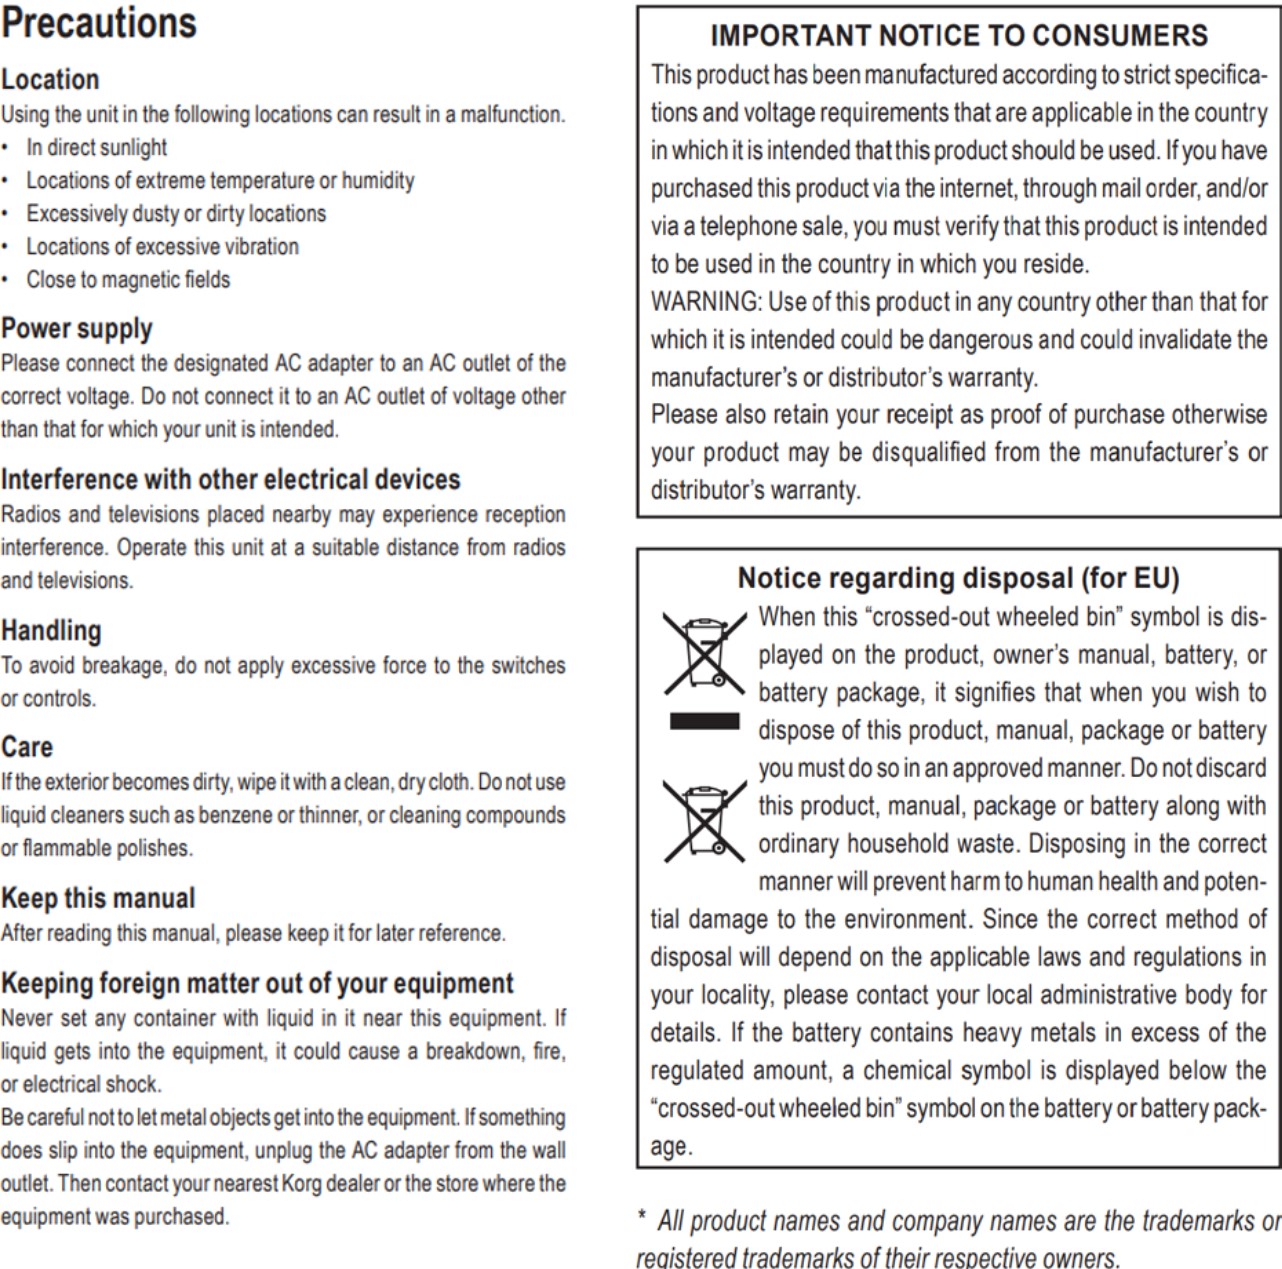 Precautions
Location
Using the unit in the following locations can result in a malfunction.
• In direct sunlight
• Locations of extreme temperature or humidity
• Excessively dusty or dirty locations
• Locations of excessive vibration
• Close to magnetic fields
Power supply
Please connect the designated AC adapter to an AC outlet of the
correct voltage. Do not connect it to an AC outlet of voltage other
than that for which your unit is intended.
Interference with other electrical devices
Radios and televisions placed nearby may experience reception
interference. Operate this unit at a suitable distance from radios
and televisions.
Handling
To avoid breakage, do not apply excessive force to the switches
or controls.
Care
If the exterior becomes dirty, wipe it with a clean, dry cloth. Do not use
liquid cleaners such as benzene or thinner, or cleaning compounds
or flammable polishes.
Keep this manual
After reading this manual, please keep it for later reference.
Keeping foreign matter out of your equipment
Never set any container with liquid in it near this equipment. If
liquid gets into the equipment, it could cause a breakdown, fire,
or electrical shock.
Be careful not to let metal objects get into the equipment. If something
does slip into the equipment, unplug the AC adapter from the wall
outlet. Then contact your nearest Korg dealer or the store where the
equipment was purchased.
IMPORTANT NOTICE TO CONSUMERS
This product has been manufactured according to strict specifica-
tions and voltage requirements that are applicable in the country
in which it is intended that this product should be used. If you have
purchased this product via the internet, through mail order, and/or
via a telephone sale, you must verify that this product is intended
to be used in the country in which you reside.
WARNING: Use of this product in any country other than that for
which it is intended could be dangerous and could invalidate the
manufacturer's or distributor's warranty.
Please also retain your receipt as proof of purchase otherwise
your product may be disqualified from the manufacturer's or
distributor's warranty.
Notice regarding disposal (for EU)
When this “crossed-out wheeled bin” symbol is dis-
played on the product, owner's manual, battery, or
battery package, it signifies that when you wish to
dispose of this product, manual, package or battery
you must do so in an approved manner. Do not discard
this product, manual, package or battery along with
ordinary household waste. Disposing in the correct
manner will prevent harm to human health and poten-
tial damage to the environment. Since the correct method of
disposal will depend on the applicable laws and regulations in
your locality, please contact your local administrative body for
details. If the battery contains heavy metals in excess of the
regulated amount, a chemical symbol is displayed below the
“crossed-out wheeled bin” symbol on the battery or battery pack-
age.
* All product names and company names are the trademarks or
registered trademarks of their respective owners.